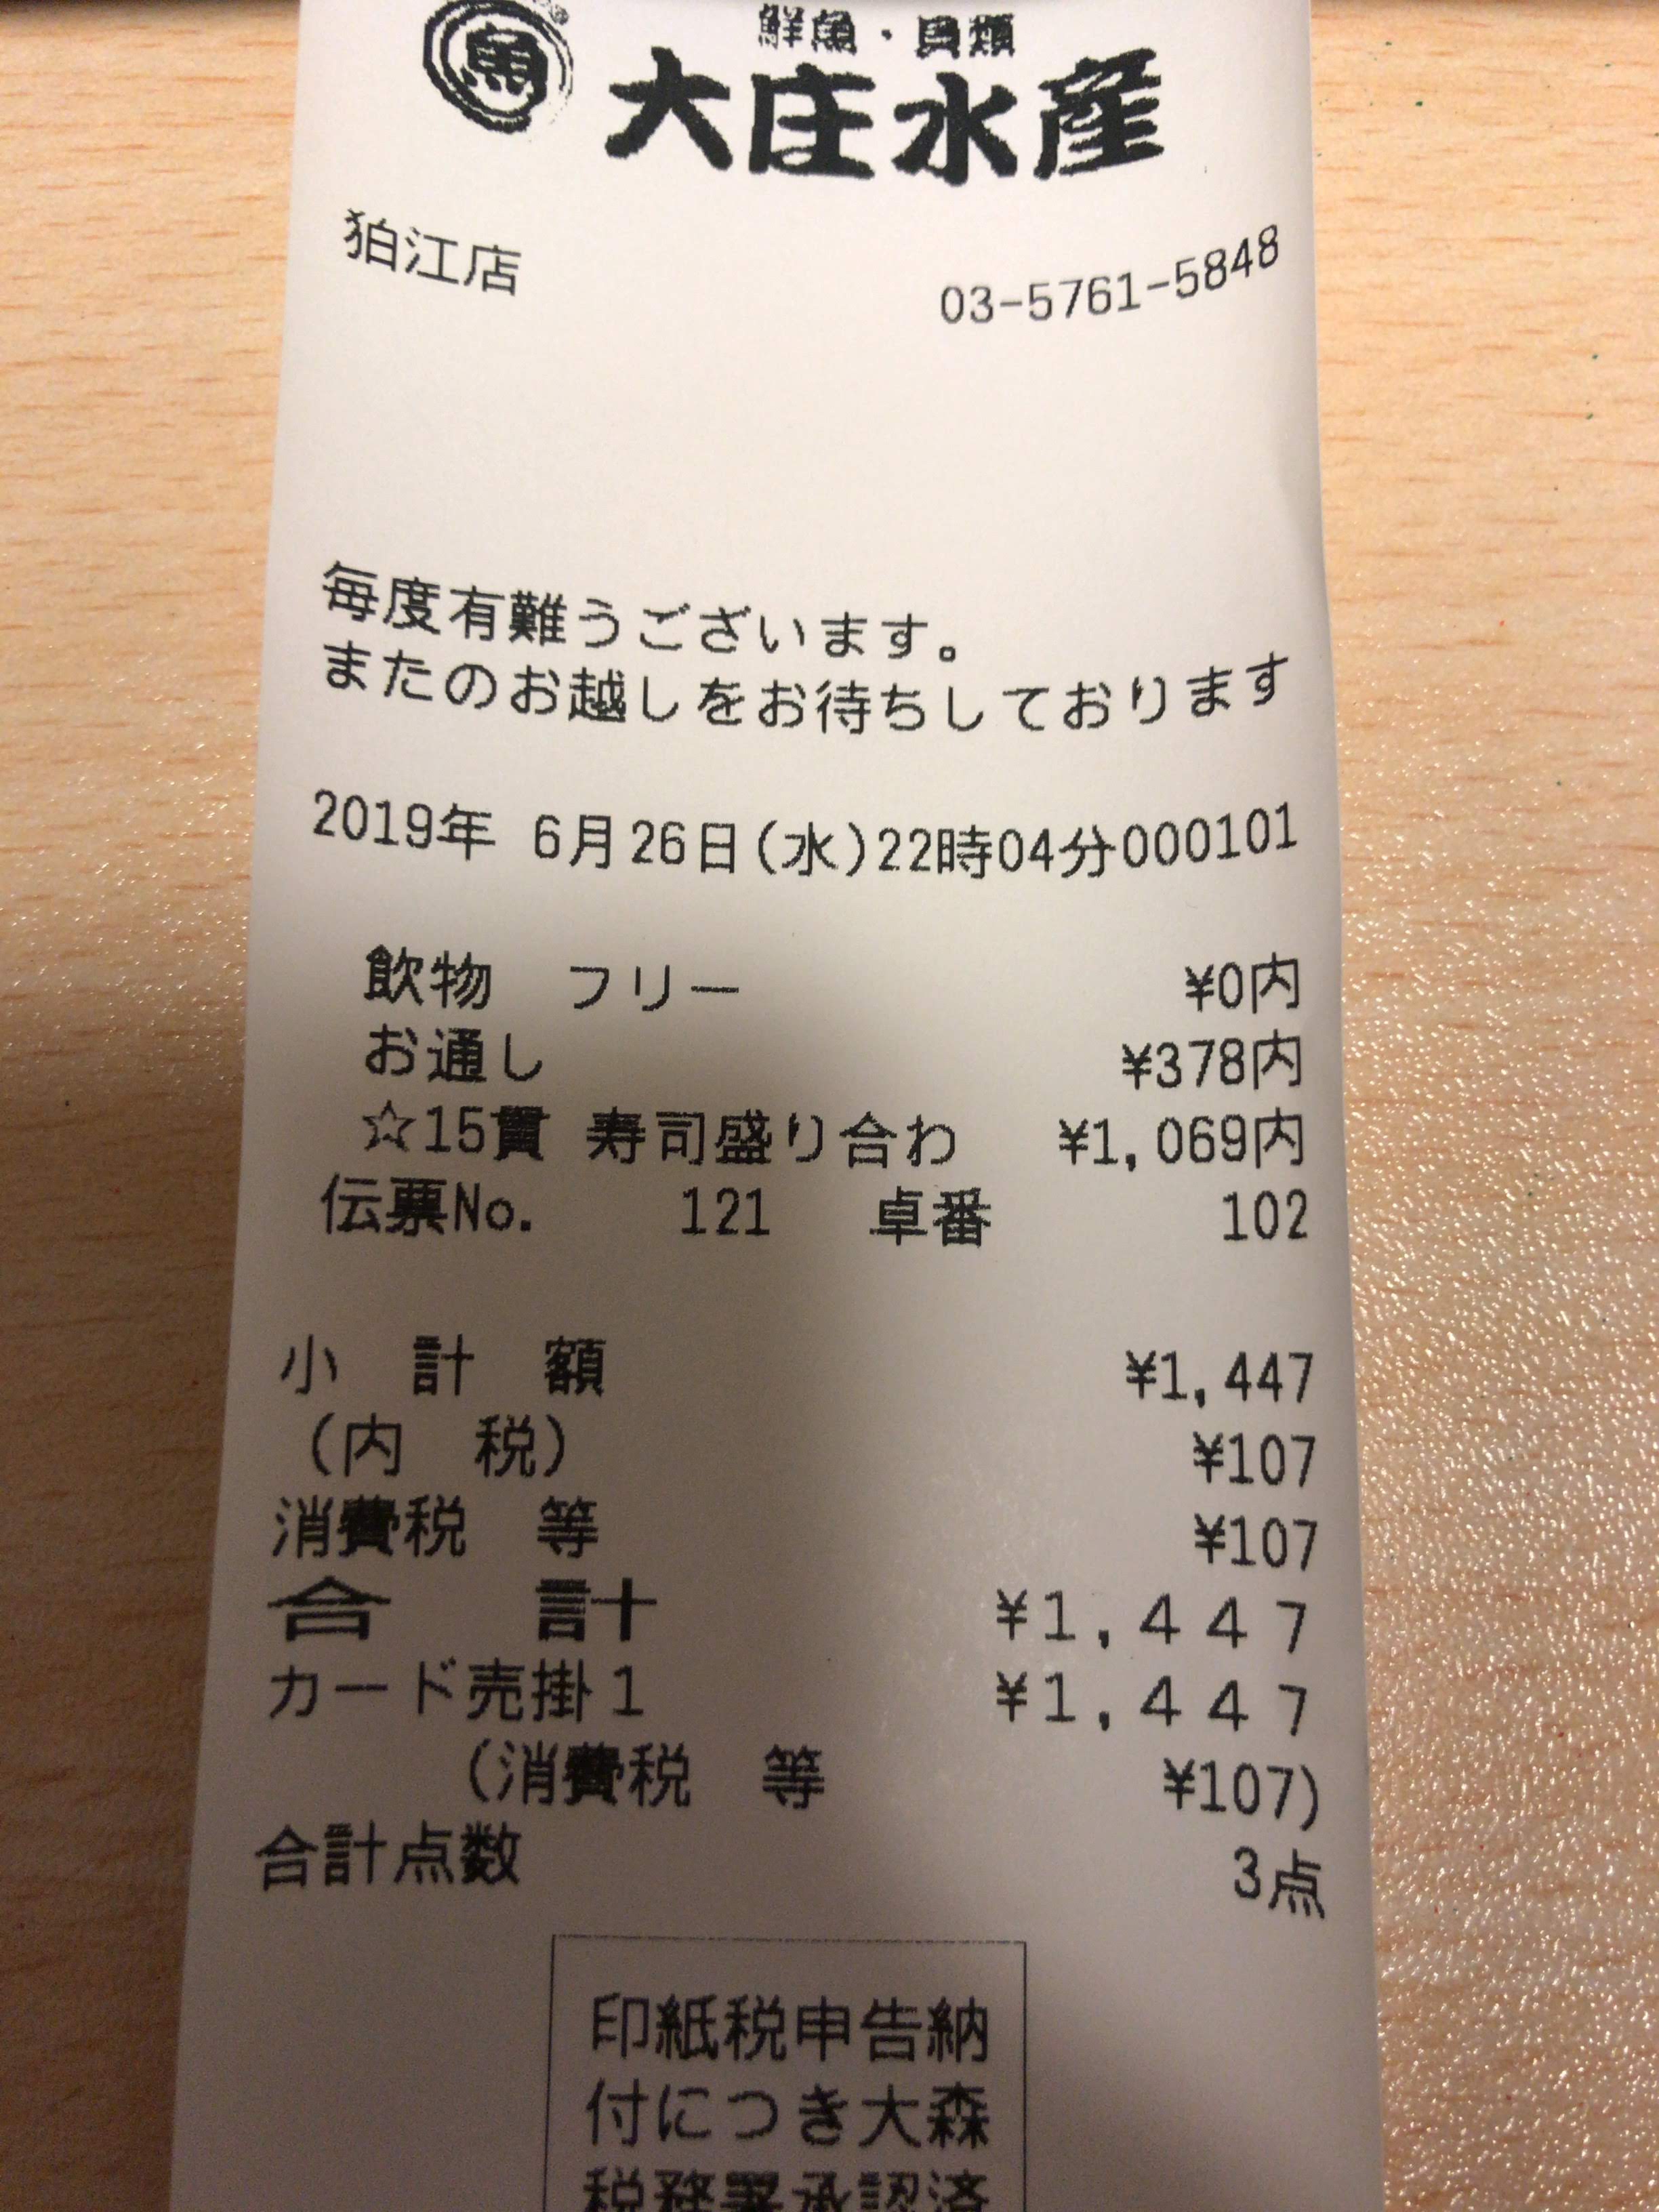 魚
鮮魚・貝類
大庄水産
狛江店 03-5761-5848
毎度有難うございます。
またのお越しをお待ちしております
2019年 6月26日(水)22時04分000101
飲物 フリー ¥0内
お通し ¥378内
☆15貫 寿司盛り合わ ¥1,069内
伝票No. 121 卓番 102
小 計 額 ¥1,447
(内 税) ¥107
消費税 等 ¥107
合 計 ¥1,447
カード売掛1 ¥1,447
(消費税 等 ¥107)
合計点数 3点
印紙税申告納
付につき大森
税務署承認済